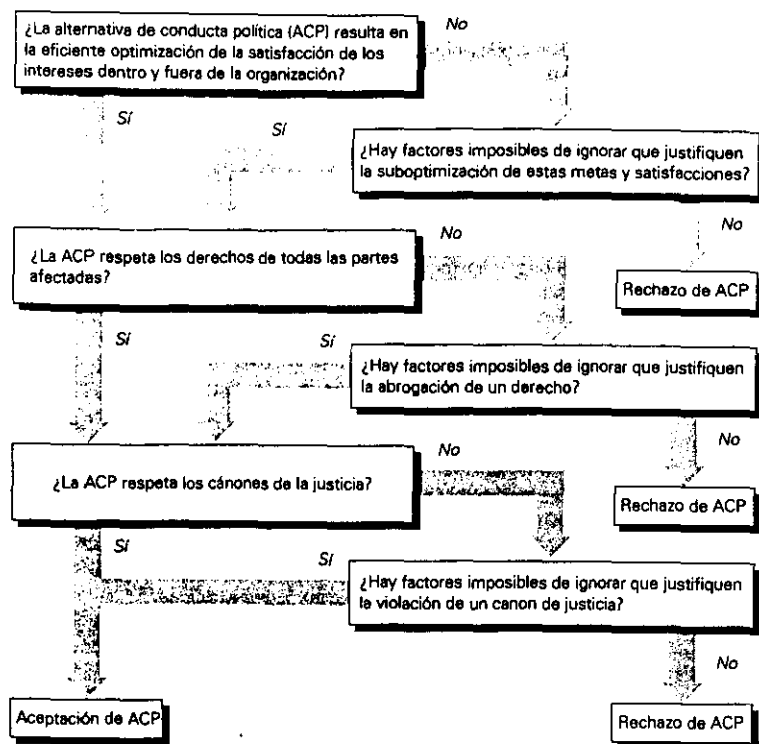 ¿La alternativa de conducta política (ACP) resulta en
la eficiente optimización de la satisfacción de los
intereses dentro y fuera de la organización?
No
Sí
Sí
¿Hay factores imposibles de ignorar que justifiquen
la suboptimización de estas metas y satisfacciones?
No
Rechazo de ACP
¿La ACP respeta los derechos de todas las partes
afectadas?
No
Sí
Sí
¿Hay factores imposibles de ignorar que justifiquen
la abrogación de un derecho?
No
Rechazo de ACP
¿La ACP respeta los cánones de la justicia?
No
Sí
Sí
¿Hay factores imposibles de ignorar que justifiquen
la violación de un canon de justicia?
No
Aceptación de ACP
Rechazo de ACP